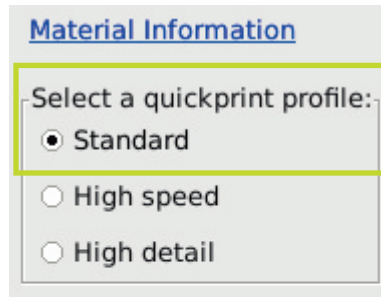 Material Information
Select a quickprint profile:
Standard
High speed
High detail